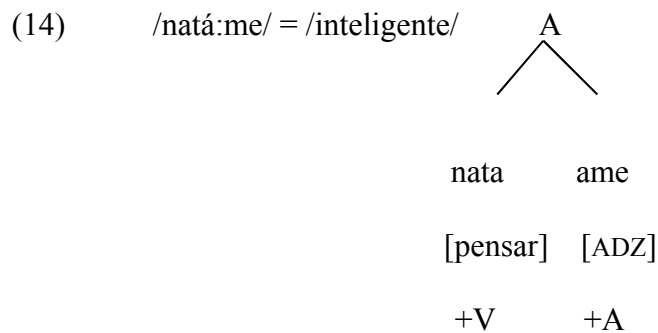 (14) /natá:me/ = /inteligente/ A
nata ame
[pensar] [ADZ]
+V +A